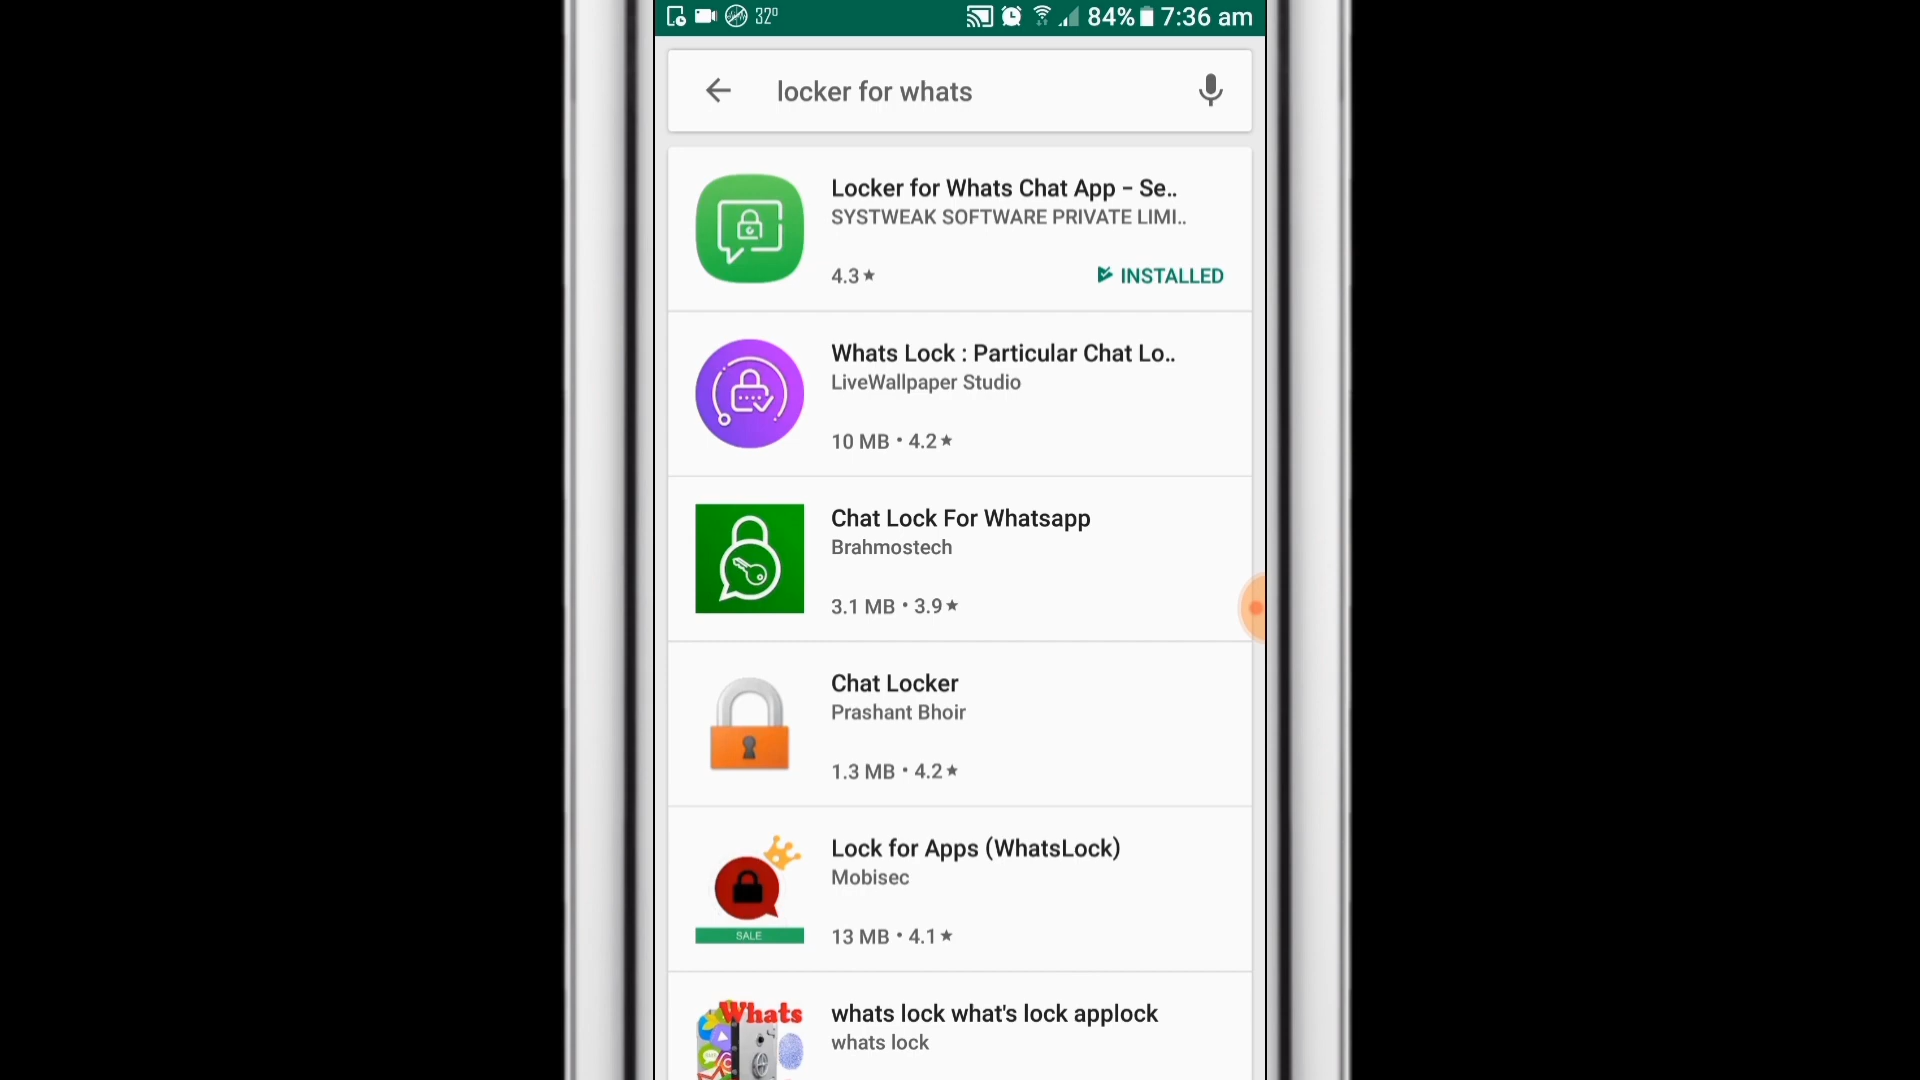 32°
84% 7:36 am
locker for whats
Locker for Whats Chat App - Se..
SYSTWEAK SOFTWARE PRIVATE LIMI..
4.3★
INSTALLED
Whats Lock : Particular Chat Lo..
LiveWallpaper Studio
10 MB • 4.2★
Chat Lock For Whatsapp
Brahmostech
3.1 MB • 3.9★
Chat Locker
Prashant Bhoir
1.3 MB • 4.2★
Lock for Apps (WhatsLock)
Mobisec
SALE
13 MB • 4.1★
Whats
whats lock what's lock applock
whats lock